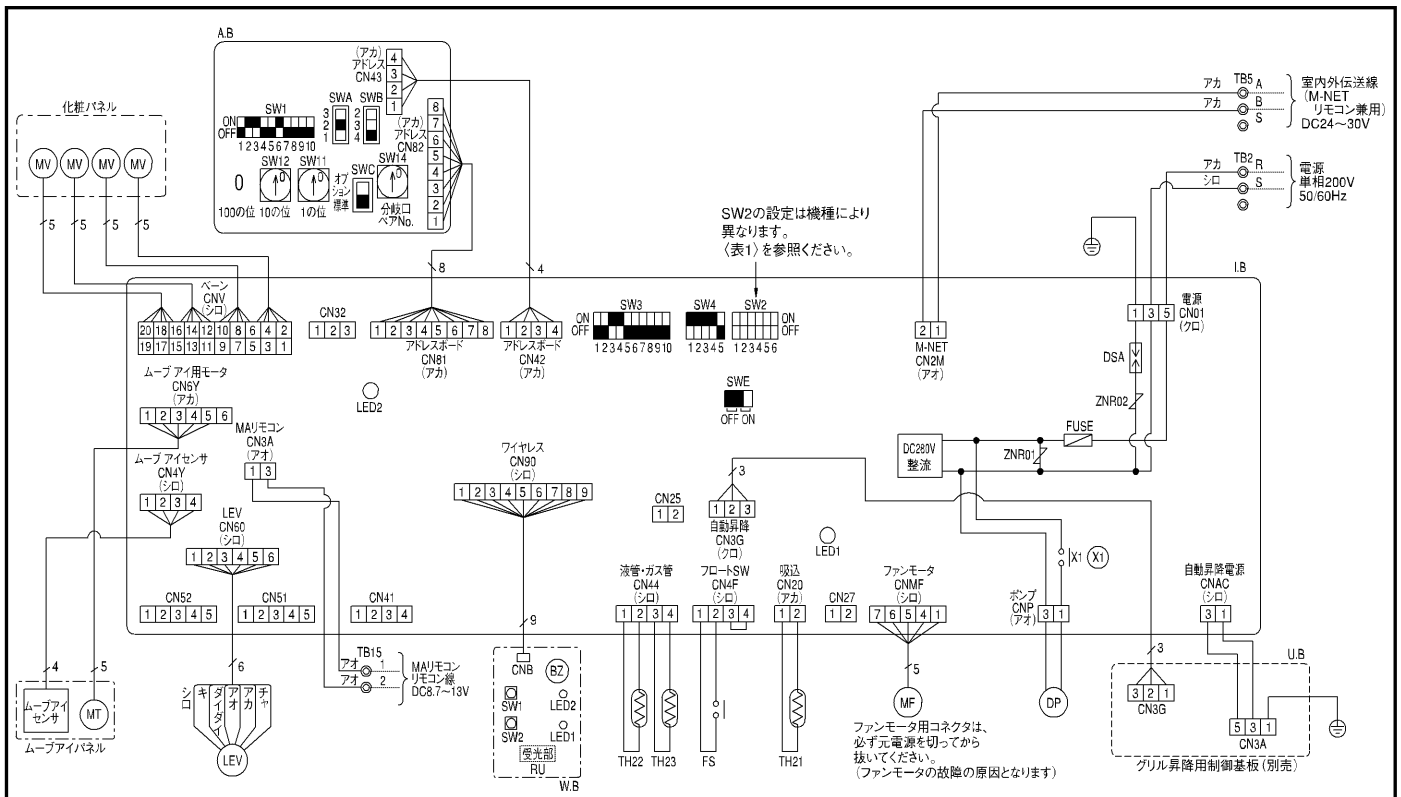 A.B
(アカ)
アドレス
CN43
4
3
2
1
SW1
ON
OFF
12345678910
SWA
3
2
1
SWB
2
3
4
(アカ)
アドレス
CN82
8
7
6
5
4
3
2
1
SW12
0
SW11
0
SWC
オプション
標準
SW14
0
0
100の位
10の位
1の位
分岐口
ペアNo.
化粧パネル
MV MV MV MV
5 5 5 5
8
4
SW2の設定は機種により
異なります。
〈表1〉を参照ください。
アカ TB5 A
アカ B
S
室内外伝送線
(M-NET
リモコン兼用)
DC24~30V
アカ TB2 R
シロ S
電源
単相200V
50/60Hz
I.B
ベーン
CNV
(シロ)
20 18 16 14 12 10 8 6 4 2
19 17 15 13 11 9 7 5 3 1
CN32
1 2 3
1 2 3 4 5 6 7 8
アドレスボード
CN81
(アカ)
1 2 3 4
アドレスボード
CN42
(アカ)
SW3
ON
OFF
12345678910
SW4
12345
SW2
ON
OFF
123456
2 1
M-NET
CN2M
(アオ)
1 3 5
電源
CN01
(クロ)
DSA
ZNR02
FUSE
ZNR01
DC280V
整流
SWE
OFF ON
LED2
ムーブ アイ用モータ
CN6Y
(アカ)
1 2 3 4 5 6
MAリモコン
CN3A
(アオ)
1 3
ムーブ アイセンサ
CN4Y
(シロ)
1 2 3 4
LEV
CN60
(シロ)
1 2 3 4 5 6
ワイヤレス
CN90
(シロ)
1 2 3 4 5 6 7 8 9
CN25
1 2
3
1 2 3
自動昇降
CN3G
(クロ)
LED1
X1 X1
CN52
1 2 3 4 5
CN51
1 2 3 4 5
CN41
1 2 3 4
液管・ガス管
CN44
(シロ)
1 2 3 4
フロートSW
CN4F
(シロ)
1 2 3 4
吸込
CN20
(アカ)
1 2
CN27
1 2
ファンモータ
CNMF
(シロ)
7 6 5 4 1
ポンプ
CNP
(アオ)
3 1
自動昇降電源
CNAC
(シロ)
3 1
4
5
6
9
5
3
ムーブアイ
センサ
MT
ムーブアイパネル
シロ
キ
ダイダイ
アオ
アカ
チャ
LEV
TB15
アオ 1
アオ 2
MAリモコン
リモコン線
DC8.7~13V
CNB
BZ
SW1
LED2
SW2
LED1
受光部
RU
W.B
TH22
TH23
FS
TH21
MF
ファンモータ用コネクタは、
必ず元電源を切ってから
抜いてください。
(ファンモータの故障の原因となります)
DP
U.B
3 2 1
CN3G
5 3 1
CN3A
グリル昇降用制御基板(別売)